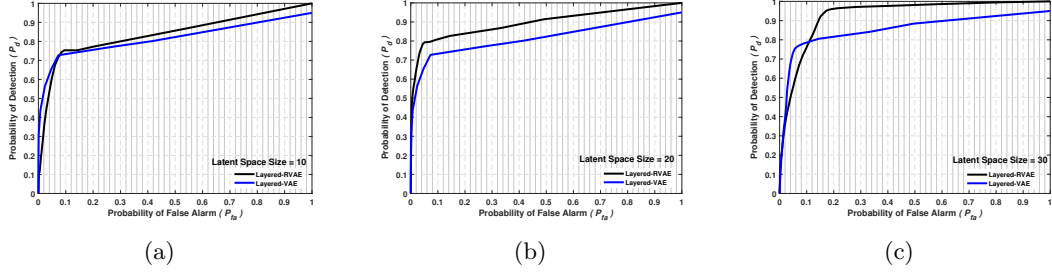 1
0.9
0.8
0.7
0.6
0.5
0.4
0.3
0.2
0.1
0
Probability of Detection (P_d)
Latent Space Size = 10
Layered-RVAE
Layered-VAE
0 0.1 0.2 0.3 0.4 0.5 0.6 0.7 0.8 0.9 1
Probability of False Alarm (P_fa)
(a)
1
0.9
0.8
0.7
0.6
0.5
0.4
0.3
0.2
0.1
0
Probability of Detection (P_d)
Latent Space Size = 20
Layered-RVAE
Layered-VAE
0 0.1 0.2 0.3 0.4 0.5 0.6 0.7 0.8 0.9 1
Probability of False Alarm (P_fa)
(b)
1
0.9
0.8
0.7
0.6
0.5
0.4
0.3
0.2
0.1
0
Probability of Detection (P_d)
Latent Space Size = 30
Layered-RVAE
Layered-VAE
0 0.1 0.2 0.3 0.4 0.5 0.6 0.7 0.8 0.9 1
Probability of False Alarm (P_fa)
(c)